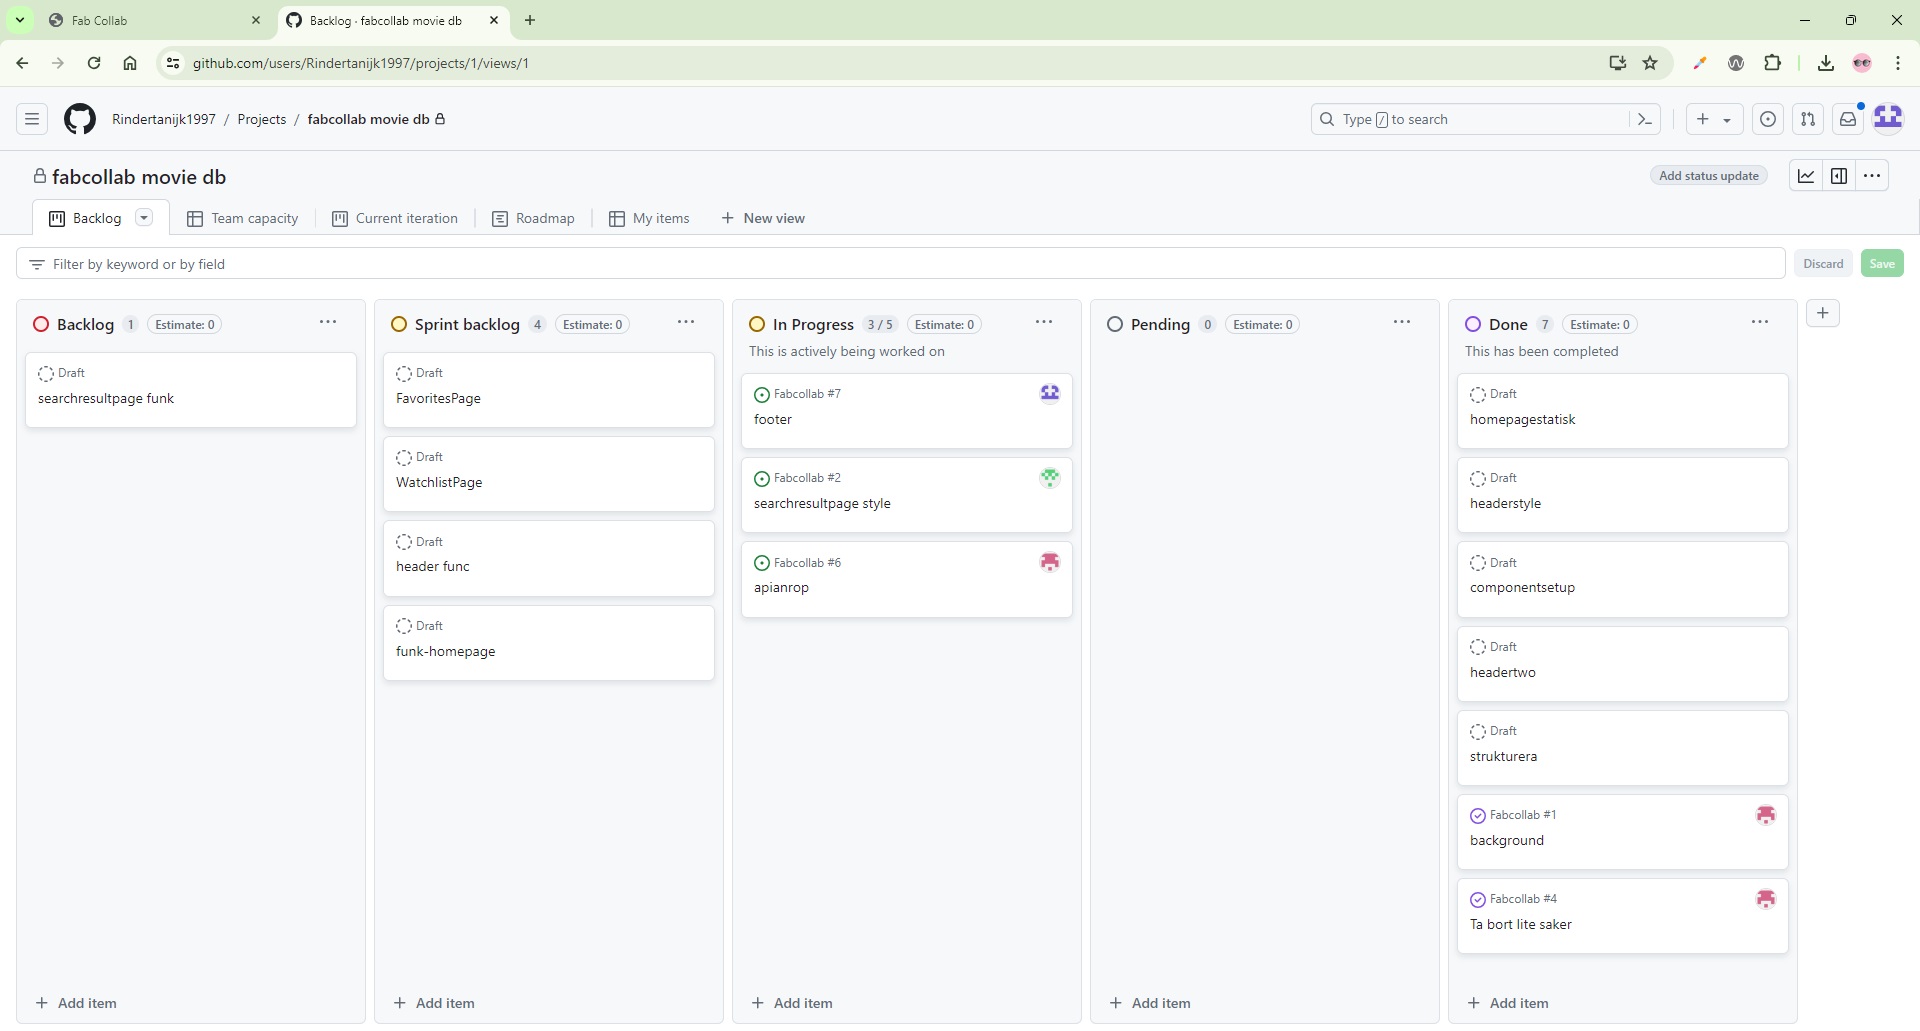 Fab Collab
Backlog · fabcollab movie db
github.com/users/Rindertanijk1997/projects/1/views/1
Rindertanijk1997 / Projects / fabcollab movie db
Type / to search
fabcollab movie db
Add status update
Backlog
Team capacity
Current iteration
Roadmap
My items
New view
Filter by keyword or by field
Discard
Save
Backlog 1 Estimate: 0
Draft
searchresultpage funk
Add item
Sprint backlog 4 Estimate: 0
Draft
FavoritesPage
Draft
WatchlistPage
Draft
header func
Draft
funk-homepage
Add item
In Progress 3 / 5 Estimate: 0
This is actively being worked on
Fabcollab #7
footer
Fabcollab #2
searchresultpage style
Fabcollab #6
apianrop
Add item
Pending 0 Estimate: 0
Add item
Done 7 Estimate: 0
This has been completed
Draft
homepagestatisk
Draft
headerstyle
Draft
componentsetup
Draft
headertwo
Draft
strukturera
Fabcollab #1
background
Fabcollab #4
Ta bort lite saker
Add item